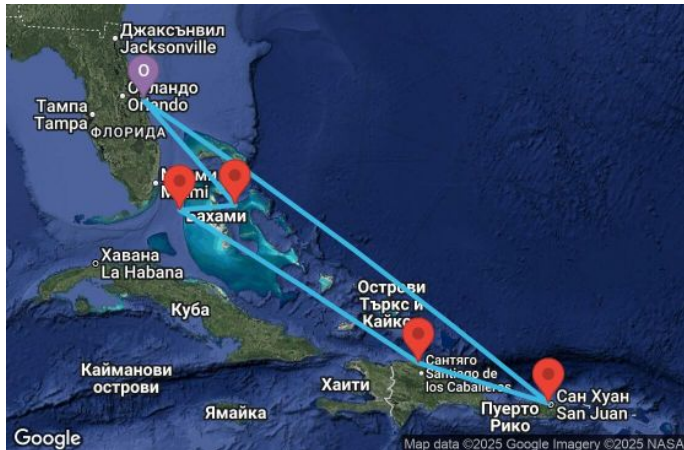 Джаксънвил
Jacksonville
O
Орландо
Orlando
Тампа
Tampa
ФЛОРИДА
Miami
Бахами
Хавана
La Habana
Куба
Острови
Търкс и
Кайкос
Сантяго
Santiago de
los Caballeros
Кайманови
острови
Хаити
Ямайка
Пуерто
Рико
Сан Хуан
San Juan
Google
Map data ©2025 Google Imagery ©2025 NASA